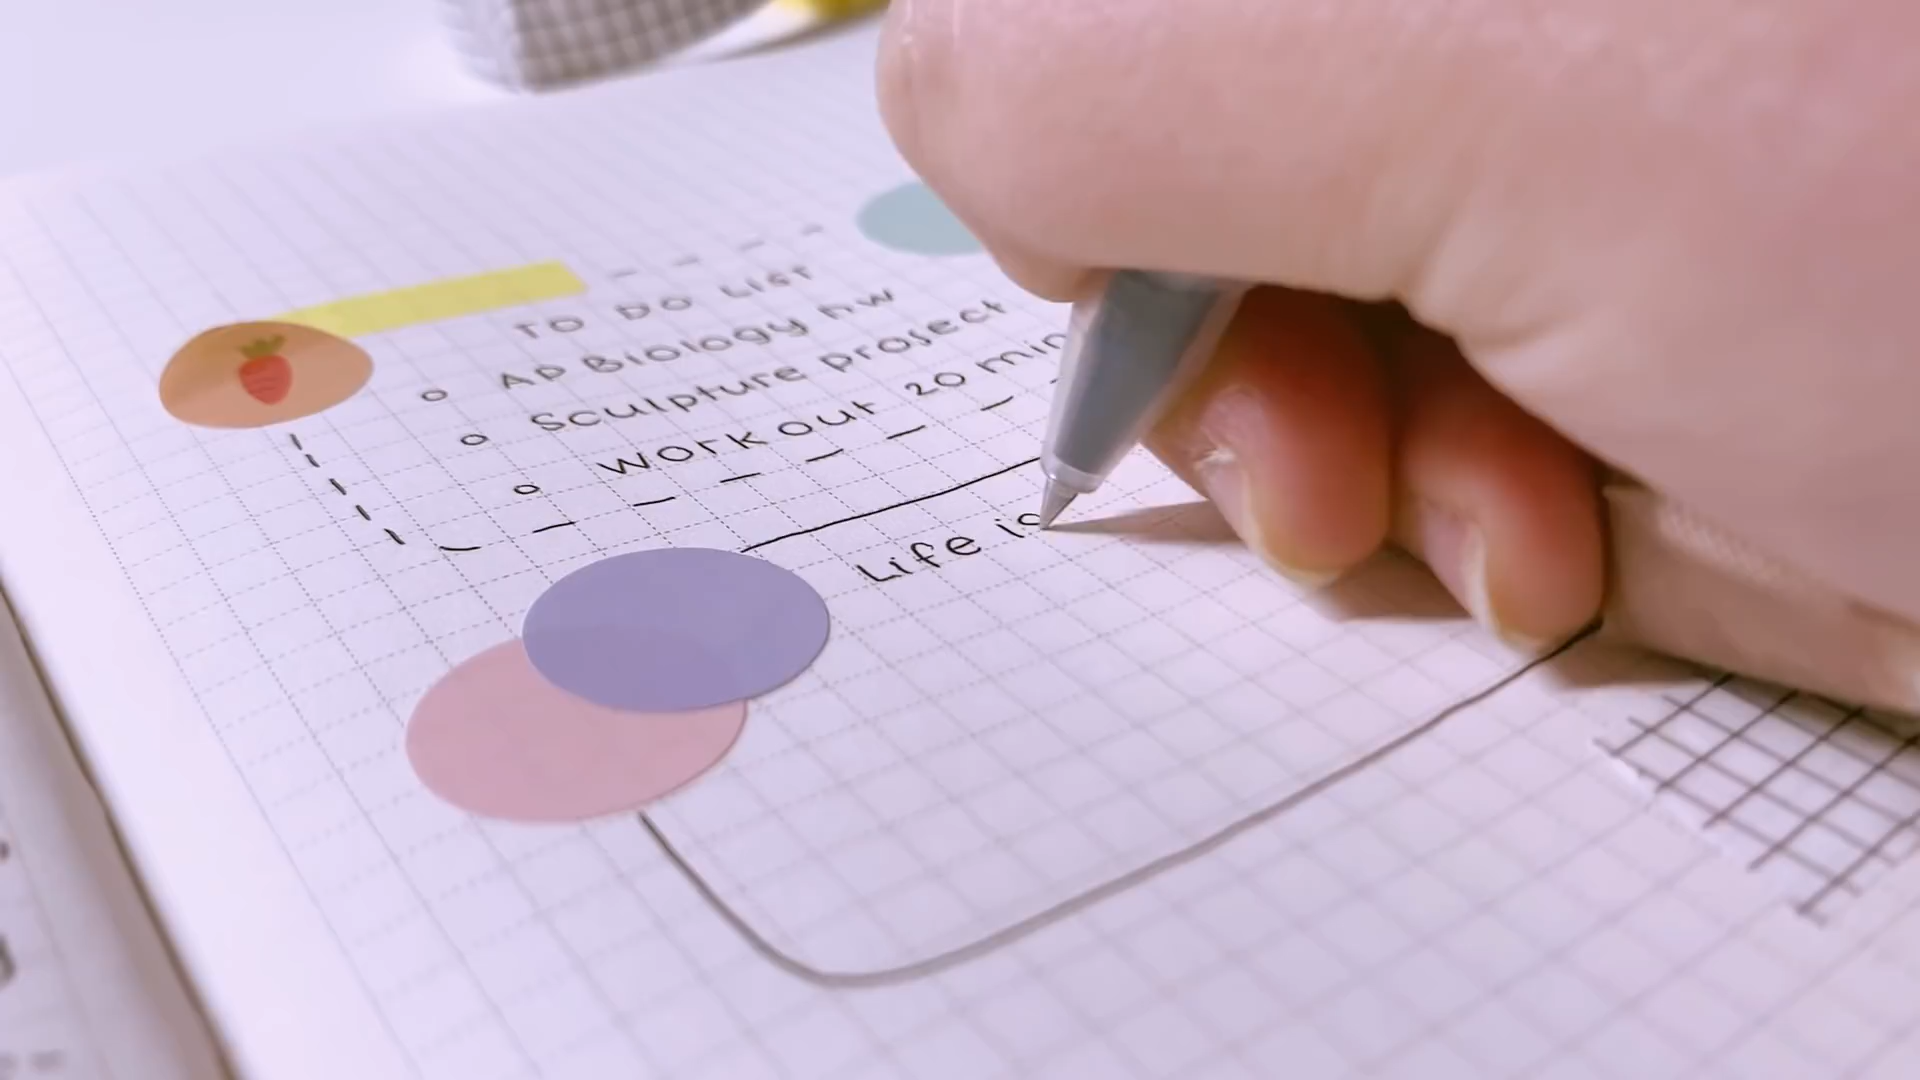 TO DO LIST
AP Biology hw
Sculpture project
workout 20 min
Life is